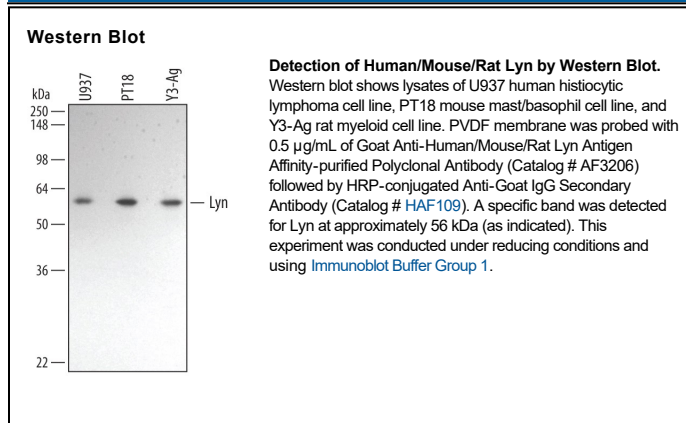 Western Blot
kDa
U937
PT18
Y3-Ag
250
148
98
64
50
36
22
Lyn
Detection of Human/Mouse/Rat Lyn by Western Blot.
Western blot shows lysates of U937 human histiocytic
lymphoma cell line, PT18 mouse mast/basophil cell line, and
Y3-Ag rat myeloid cell line. PVDF membrane was probed with
0.5 µg/mL of Goat Anti-Human/Mouse/Rat Lyn Antigen
Affinity-purified Polyclonal Antibody (Catalog # AF3206)
followed by HRP-conjugated Anti-Goat IgG Secondary
Antibody (Catalog # HAF109). A specific band was detected
for Lyn at approximately 56 kDa (as indicated). This
experiment was conducted under reducing conditions and
using Immunoblot Buffer Group 1.